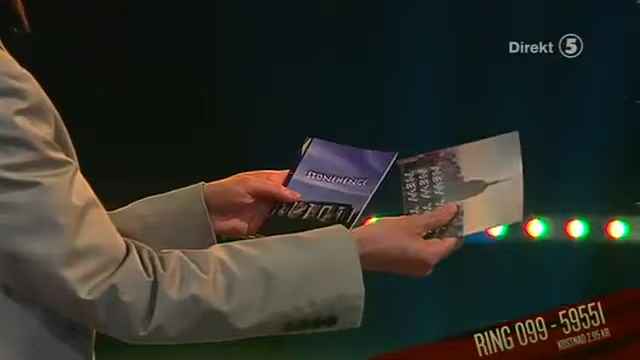 Direkt 5
STONEHENGE
NEW Y
NEW Y
NEW Y
RING 099 - 59551
KOSTNAD 2,95 KR